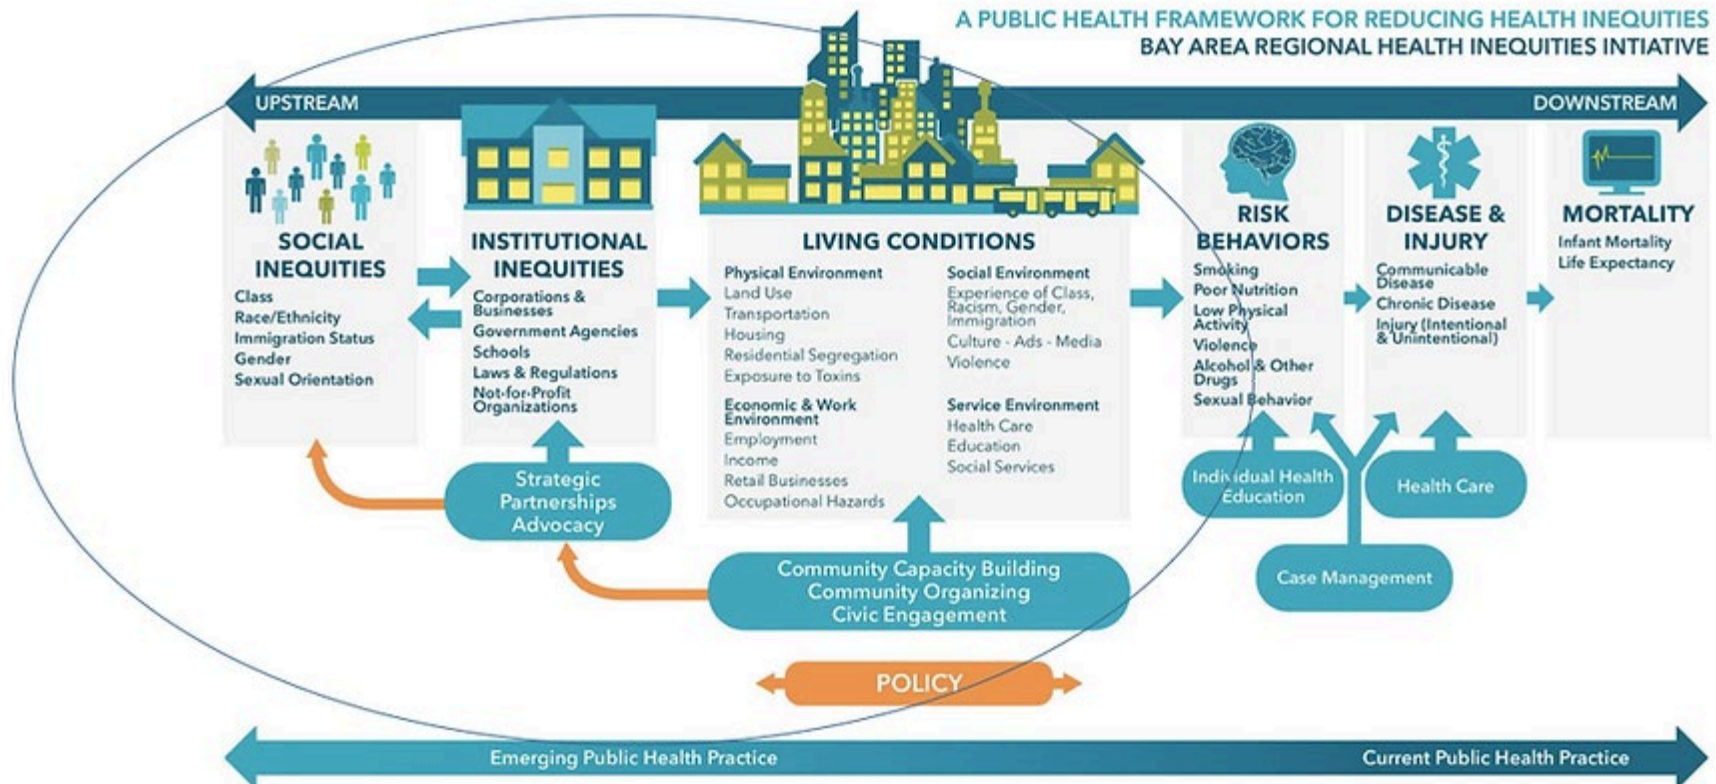 A PUBLIC HEALTH FRAMEWORK FOR REDUCING HEALTH INEQUITIES
BAY AREA REGIONAL HEALTH INEQUITIES INTIATIVE
UPSTREAM
DOWNSTREAM
SOCIAL
INEQUITIES
Class
Race/Ethnicity
Immigration Status
Gender
Sexual Orientation
INSTITUTIONAL
INEQUITIES
Corporations &
Businesses
Government Agencies
Schools
Laws & Regulations
Not-for-Profit
Organizations
LIVING CONDITIONS
Physical Environment
Land Use
Transportation
Housing
Residential Segregation
Exposure to Toxins
Economic & Work
Environment
Employment
Income
Retail Businesses
Occupational Hazards
Social Environment
Experience of Class,
Racism, Gender,
Immigration
Culture - Ads - Media
Violence
Service Environment
Health Care
Education
Social Services
RISK
BEHAVIORS
Smoking
Poor Nutrition
Low Physical
Activity
Violence
Alcohol & Other
Drugs
Sexual Behavior
DISEASE &
INJURY
Communicable
Disease
Chronic Disease
Injury (Intentional
& Unintentional)
MORTALITY
Infant Mortality
Life Expectancy
Strategic
Partnerships
Advocacy
Community Capacity Building
Community Organizing
Civic Engagement
Individual Health
Education
Health Care
Case Management
POLICY
Emerging Public Health Practice
Current Public Health Practice